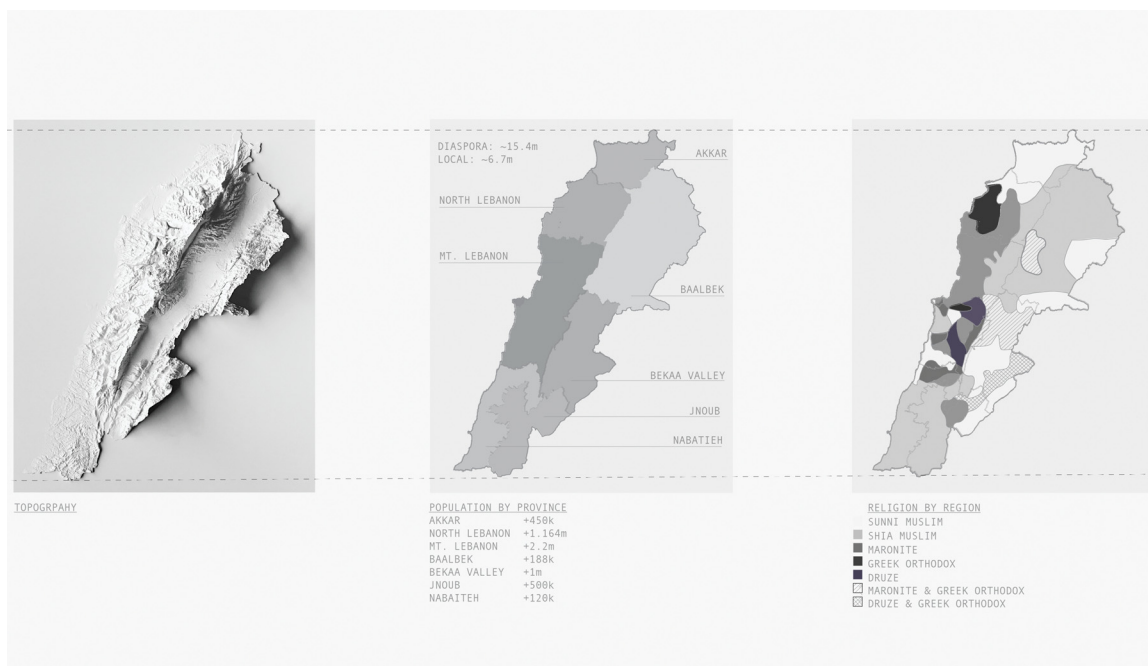 DIASPORA: ~15.4m
LOCAL: ~6.7m
AKKAR
NORTH LEBANON
MT. LEBANON
BAALBEK
BEKAA VALLEY
JNOUB
NABATIEH
TOPOGRPAHY
POPULATION BY PROVINCE
AKKAR +450k
NORTH LEBANON +1.164m
MT. LEBANON +2.2m
BAALBEK +188k
BEKAA VALLEY +1m
JNOUB +500k
NABAITEH +120k
RELIGION BY REGION
SUNNI MUSLIM
SHIA MUSLIM
MARONITE
GREEK ORTHODOX
DRUZE
MARONITE & GREEK ORTHODOX
DRUZE & GREEK ORTHODOX